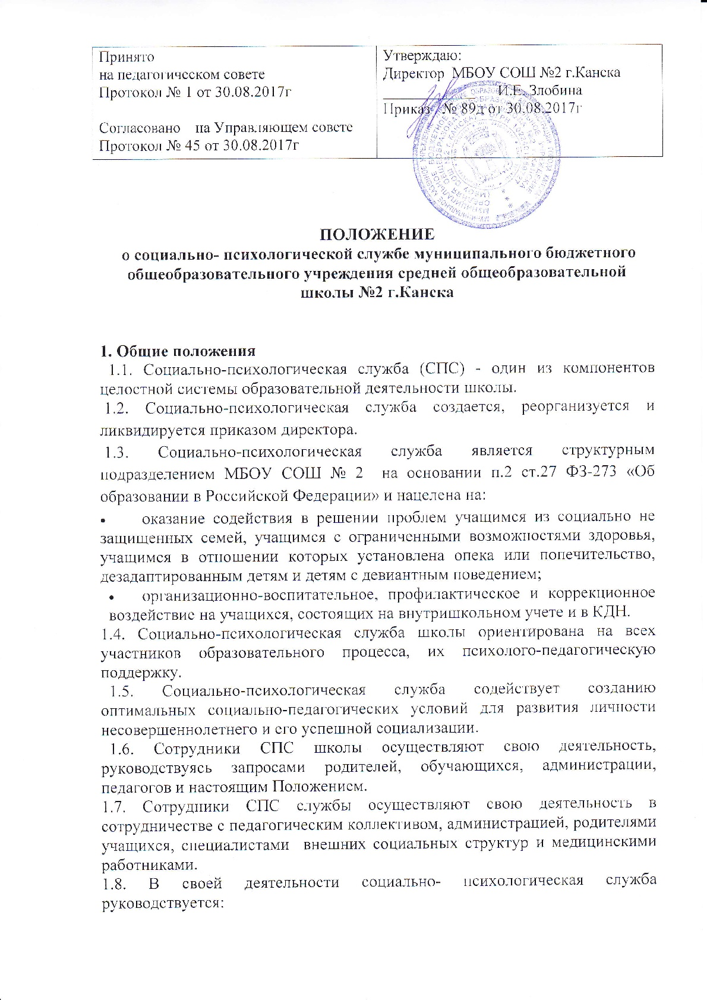 Принято
на педагогическом совете
Протокол № 1 от 30.08.2017г
Согласовано на Управляющем совете
Протокол № 45 от 30.08.2017г
Утверждаю:
Директор МБОУ СОШ №2 г.Канска
____________ И.Е. Злобина
Приказ № 89д от 30.08.2017г
ПОЛОЖЕНИЕ
о социально- психологической службе муниципального бюджетного
общеобразовательного учреждения средней общеобразовательной
школы №2 г.Канска
1. Общие положения
1.1. Социально-психологическая служба (СПС) - один из компонентов
целостной системы образовательной деятельности школы.
1.2. Социально-психологическая служба создается, реорганизуется и
ликвидируется приказом директора.
1.3. Социально-психологическая служба является структурным
подразделением МБОУ СОШ № 2 на основании п.2 ст.27 ФЗ-273 «Об
образовании в Российской Федерации» и нацелена на:
• оказание содействия в решении проблем учащимся из социально не
защищенных семей, учащимся с ограниченными возможностями здоровья,
учащимся в отношении которых установлена опека или попечительство,
дезадаптированным детям и детям с девиантным поведением;
• организационно-воспитательное, профилактическое и коррекционное
воздействие на учащихся, состоящих на внутришкольном учете и в КДН.
1.4. Социально-психологическая служба школы ориентирована на всех
участников образовательного процесса, их психолого-педагогическую
поддержку.
1.5. Социально-психологическая служба содействует созданию
оптимальных социально-педагогических условий для развития личности
несовершеннолетнего и его успешной социализации.
1.6. Сотрудники СПС школы осуществляют свою деятельность,
руководствуясь запросами родителей, обучающихся, администрации,
педагогов и настоящим Положением.
1.7. Сотрудники СПС службы осуществляют свою деятельность в
сотрудничестве с педагогическим коллективом, администрацией, родителями
учащихся, специалистами внешних социальных структур и медицинскими
работниками.
1.8. В своей деятельности социально- психологическая служба
руководствуется: